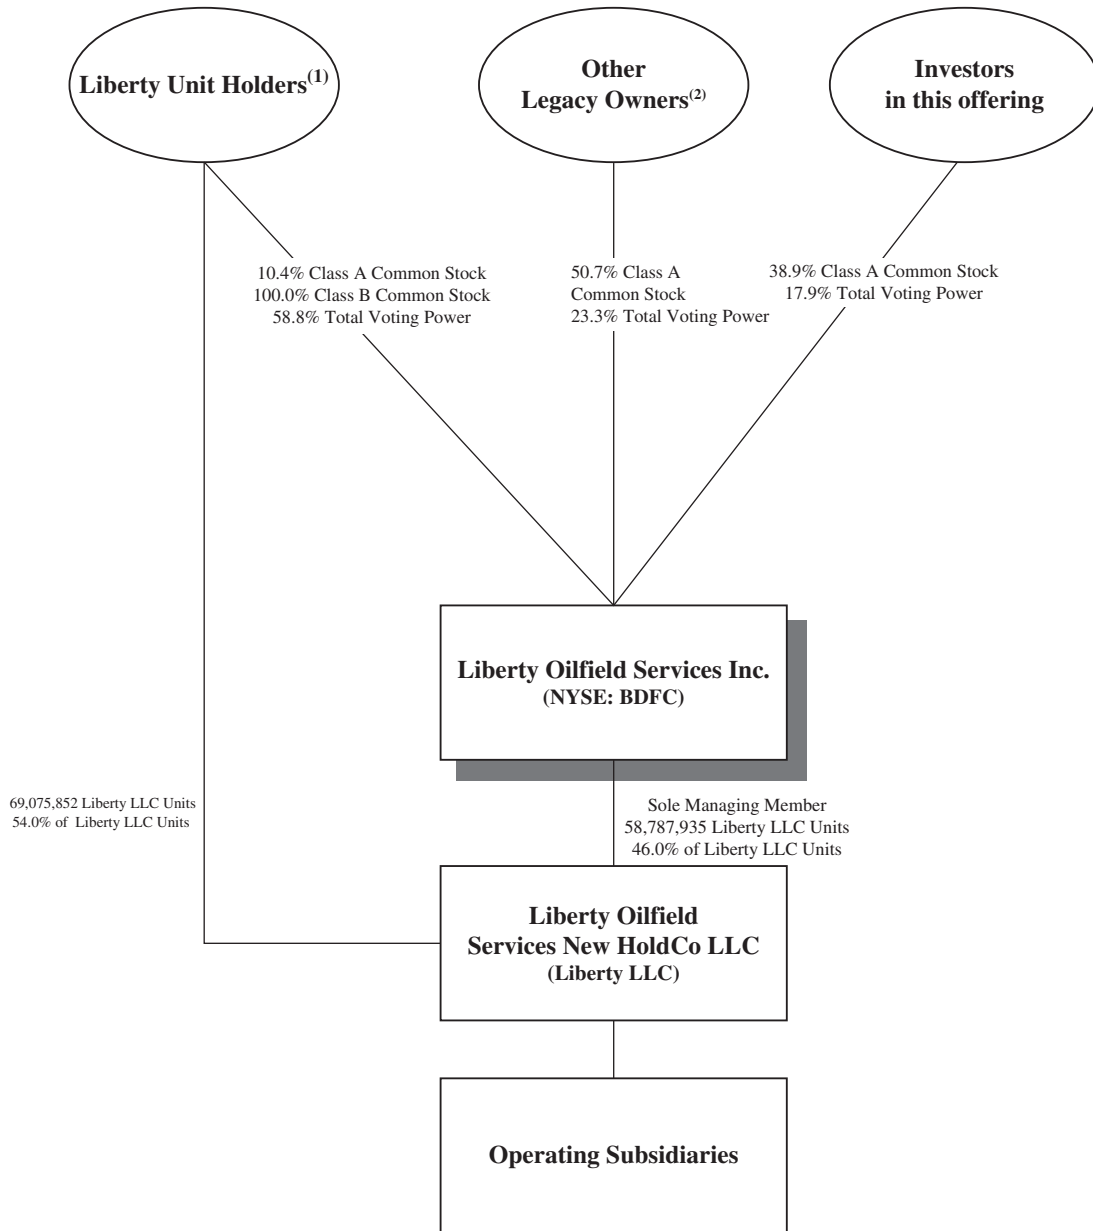 Liberty Unit Holders(1)
Other
Legacy Owners(2)
Investors
in this offering
10.4% Class A Common Stock
100.0% Class B Common Stock
58.8% Total Voting Power
50.7% Class A
Common Stock
23.3% Total Voting Power
38.9% Class A Common Stock
17.9% Total Voting Power
Liberty Oilfield Services Inc.
(NYSE: BDFC)
69,075,852 Liberty LLC Units
54.0% of Liberty LLC Units
Sole Managing Member
58,787,935 Liberty LLC Units
46.0% of Liberty LLC Units
Liberty Oilfield
Services New HoldCo LLC
(Liberty LLC)
Operating Subsidiaries